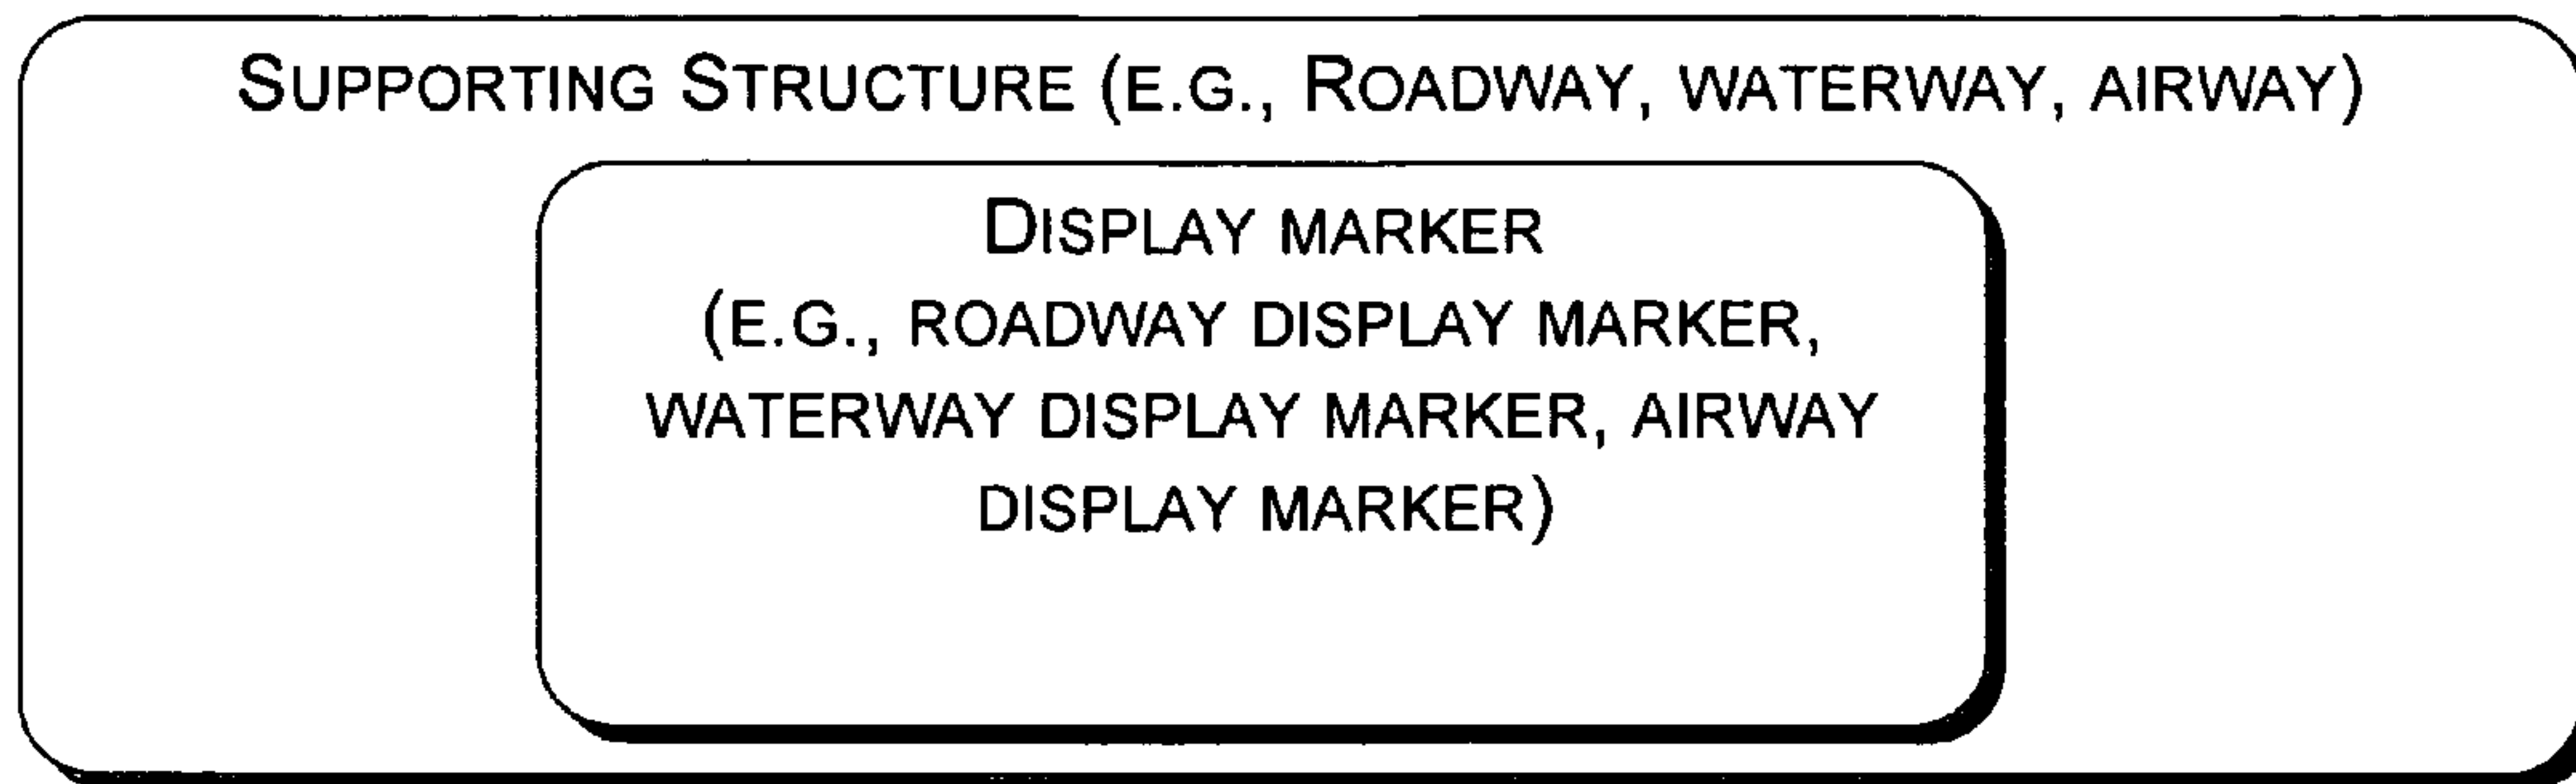 SUPPORTING STRUCTURE (E.G., ROADWAY, WATERWAY, AIRWAY)
DISPLAY MARKER
(E.G., ROADWAY DISPLAY MARKER,
WATERWAY DISPLAY MARKER, AIRWAY
DISPLAY MARKER)